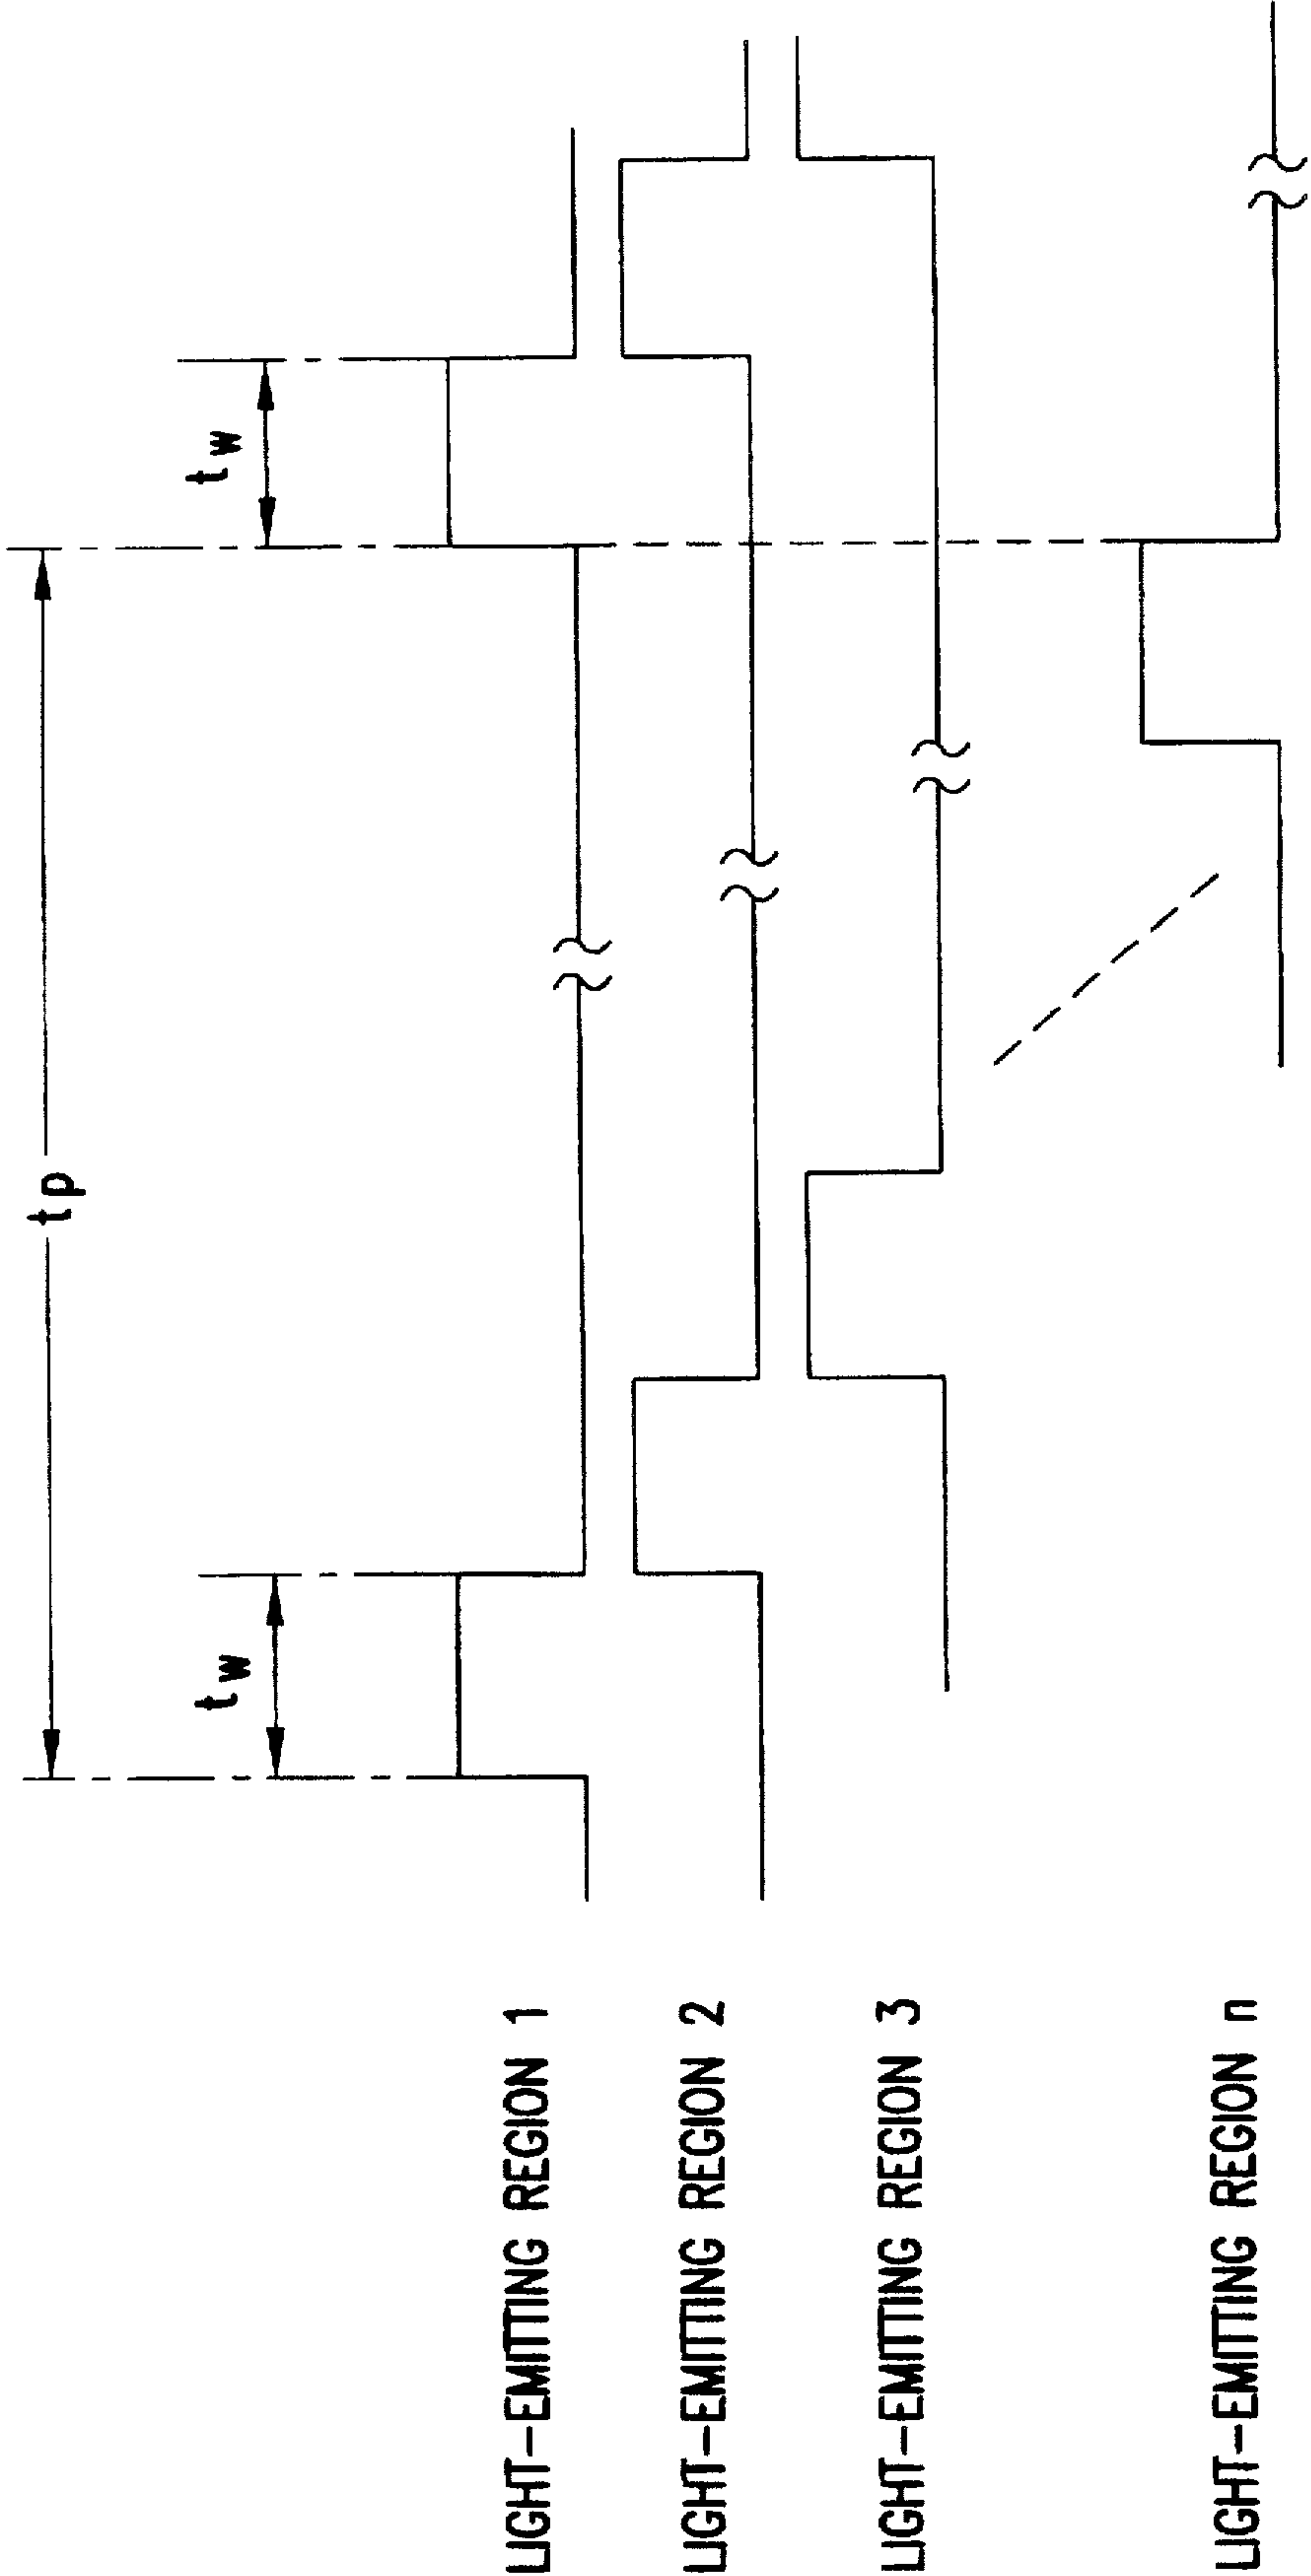 tp
tw
tw
LIGHT-EMITTING REGION 1
LIGHT-EMITTING REGION 2
LIGHT-EMITTING REGION 3
LIGHT-EMITTING REGION n